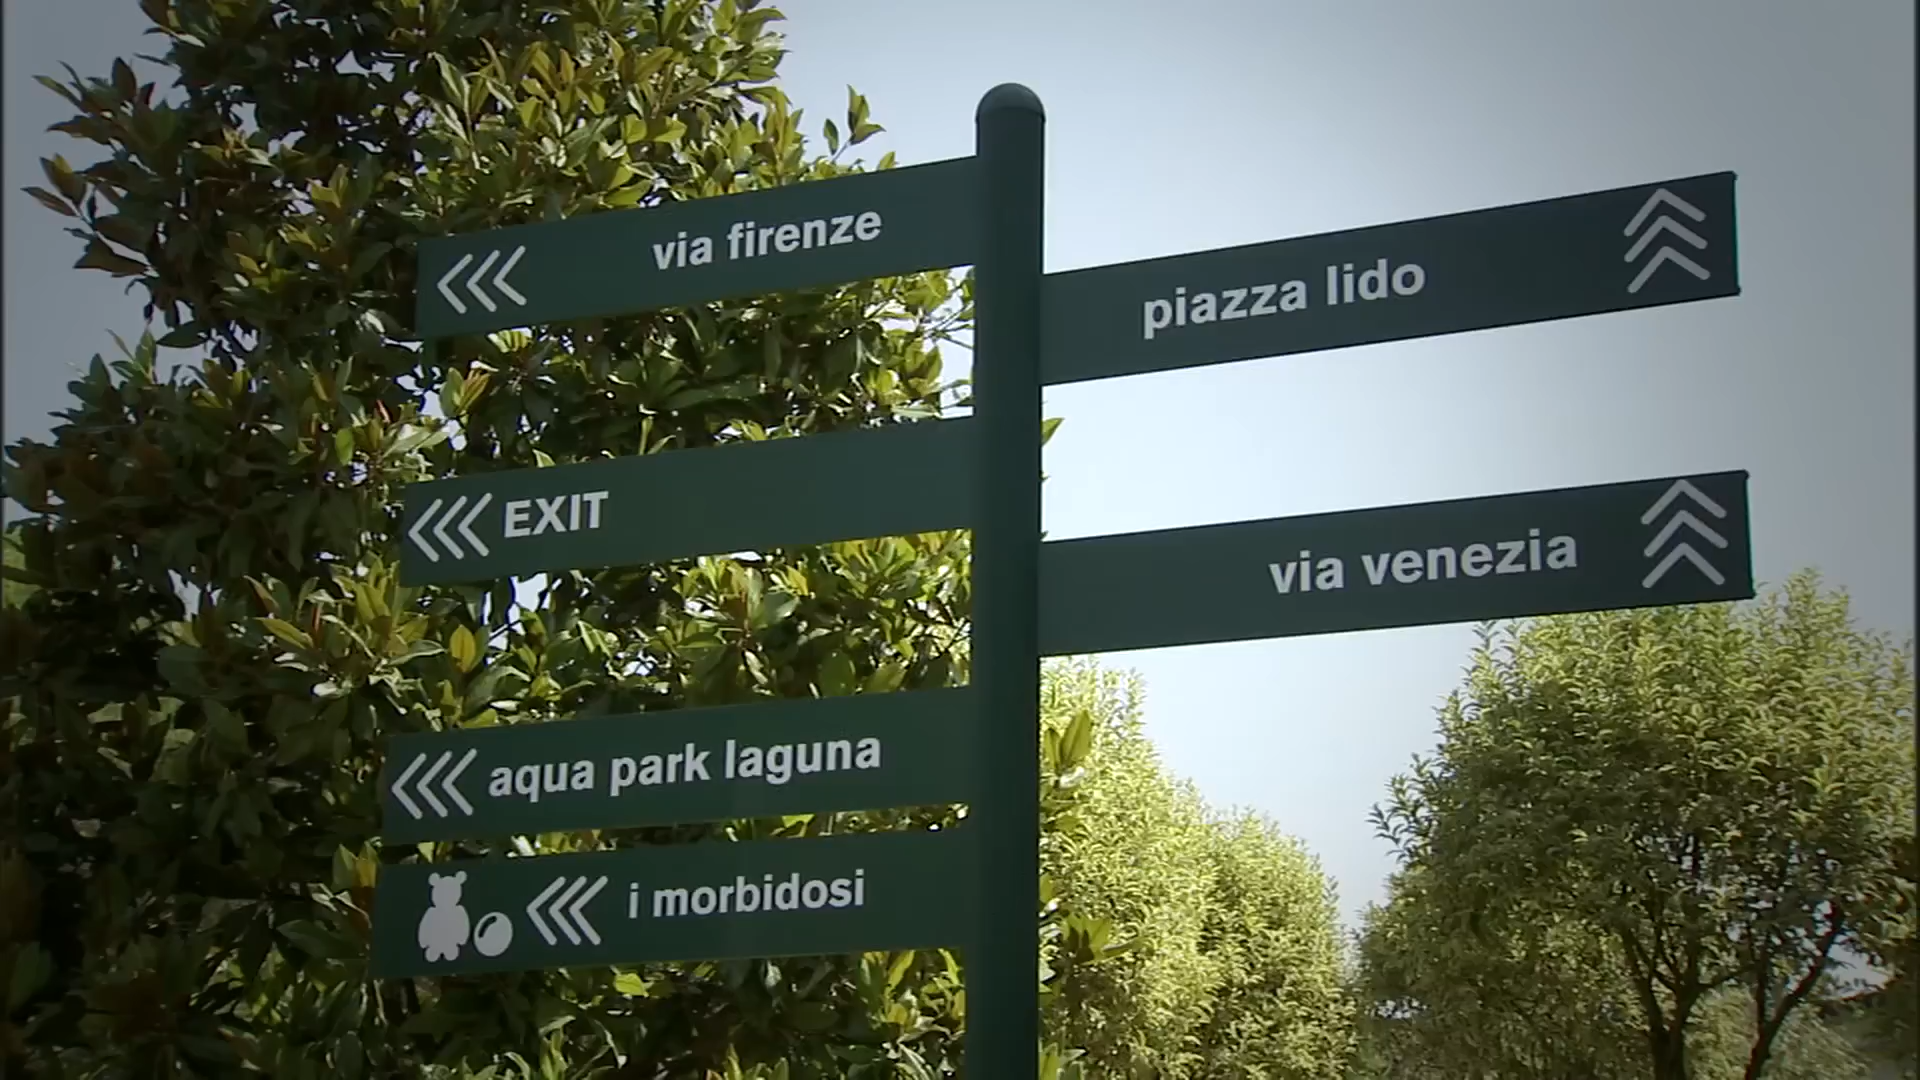 via firenze
piazza lido
EXIT
via venezia
aqua park laguna
i morbidosi